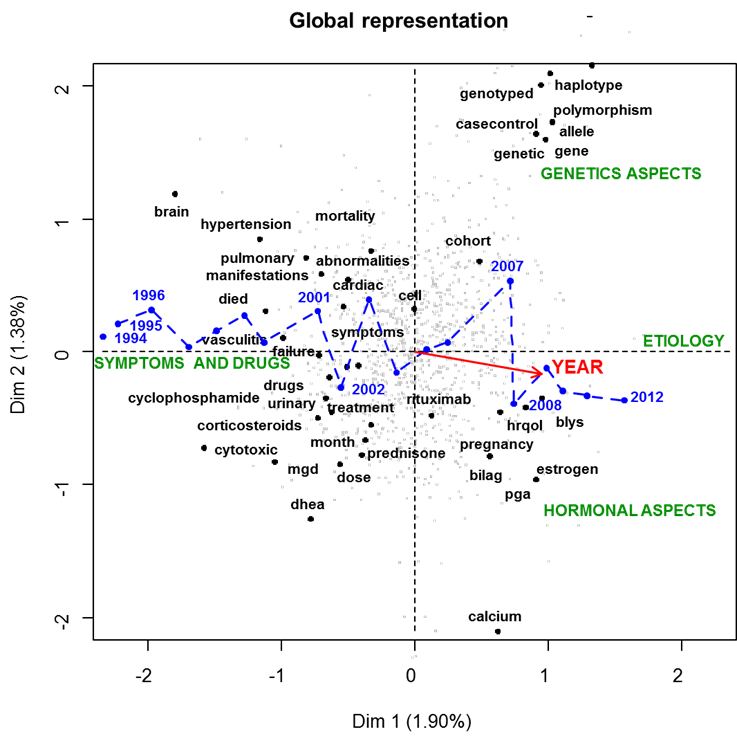 Global representation
2
haplotype
genotyped
polymorphism
casecontrol
allele
genetic
gene
GENETICS ASPECTS
brain
mortality
hypertension
1
cohort
pulmonary
abnormalities
2007
manifestations
cardiac
1996
died
2001
cell
1995
symptoms
1994
vasculitis
ETIOLOGY
0
failure
SYMPTOMS AND DRUGS
YEAR
drugs
2002
cyclophosphamide
urinary
treatment
rituximab
2008
2012
corticosteroids
hrqol
blys
month
pregnancy
cytotoxic
prednisone
mgd
dose
bilag
estrogen
-1
pga
dhea
HORMONAL ASPECTS
calcium
-2
Dim 2 (1.38%)
-2
-1
0
1
2
Dim 1 (1.90%)